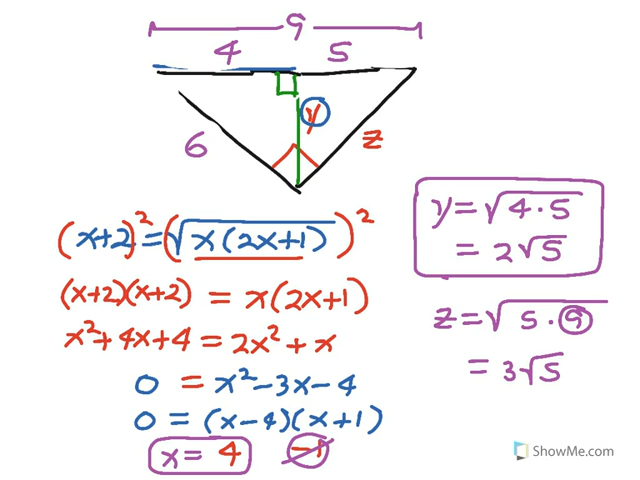 9
4 5
6 y z
(x+2)² = (√x(2x+1))²
(x+2)(x+2) = x(2x+1)
x²+4x+4 = 2x²+x
0 = x²-3x-4
0 = (x-4)(x+1)
x = 4 -1
y = √4·5
= 2√5
z = √5·9
= 3√5
ShowMe.com